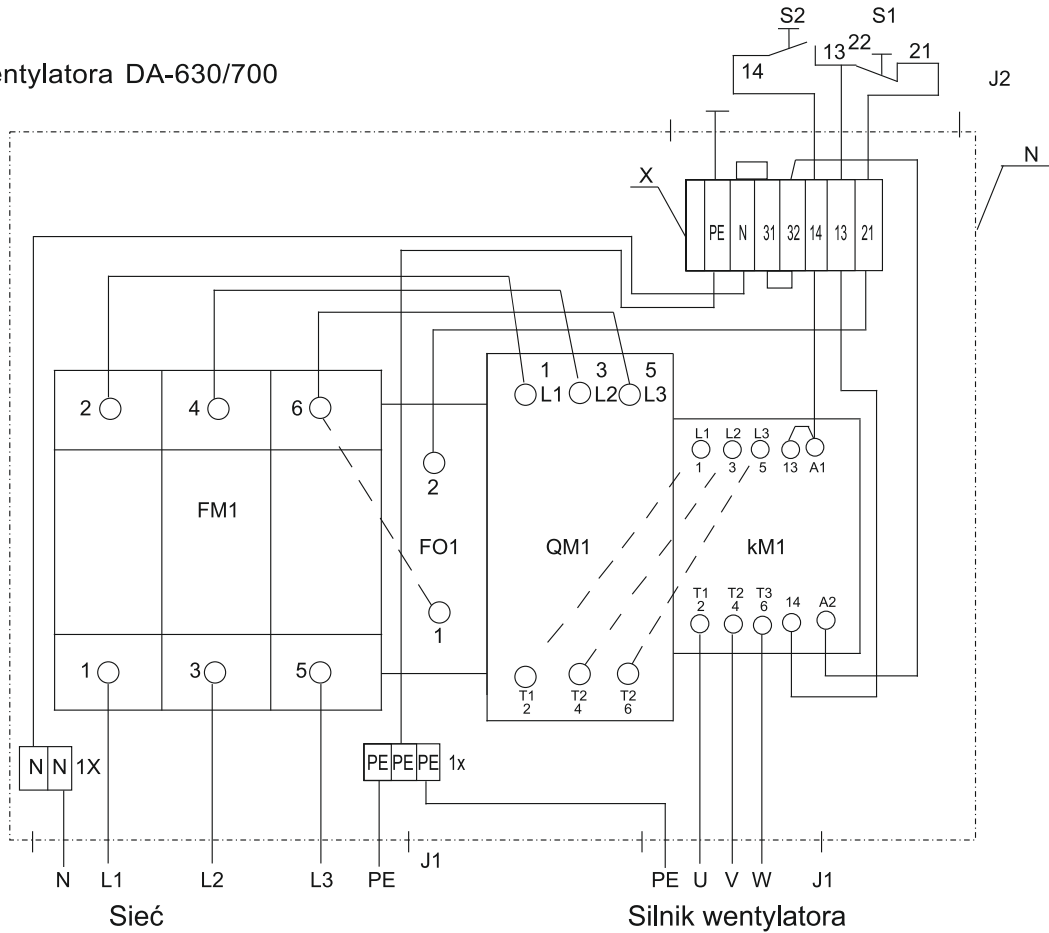 S2 S1
entylatora DA-630/700
14 13 22 21
J2
N
X
PE N 31 32 14 13 21
1 3 5
L1 L2 L3
2 4 6
L1 L2 L3
1 3 5 13 A1
2
FM1 FO1 QM1 kM1
1
T1 T2 T3 14 A2
2 4 6
1 3 5
T1 T2 T2
2 4 6
N N 1X
PE PE PE 1x
J1
N L1 L2 L3 PE
PE U V W J1
Sieć
Silnik wentylatora